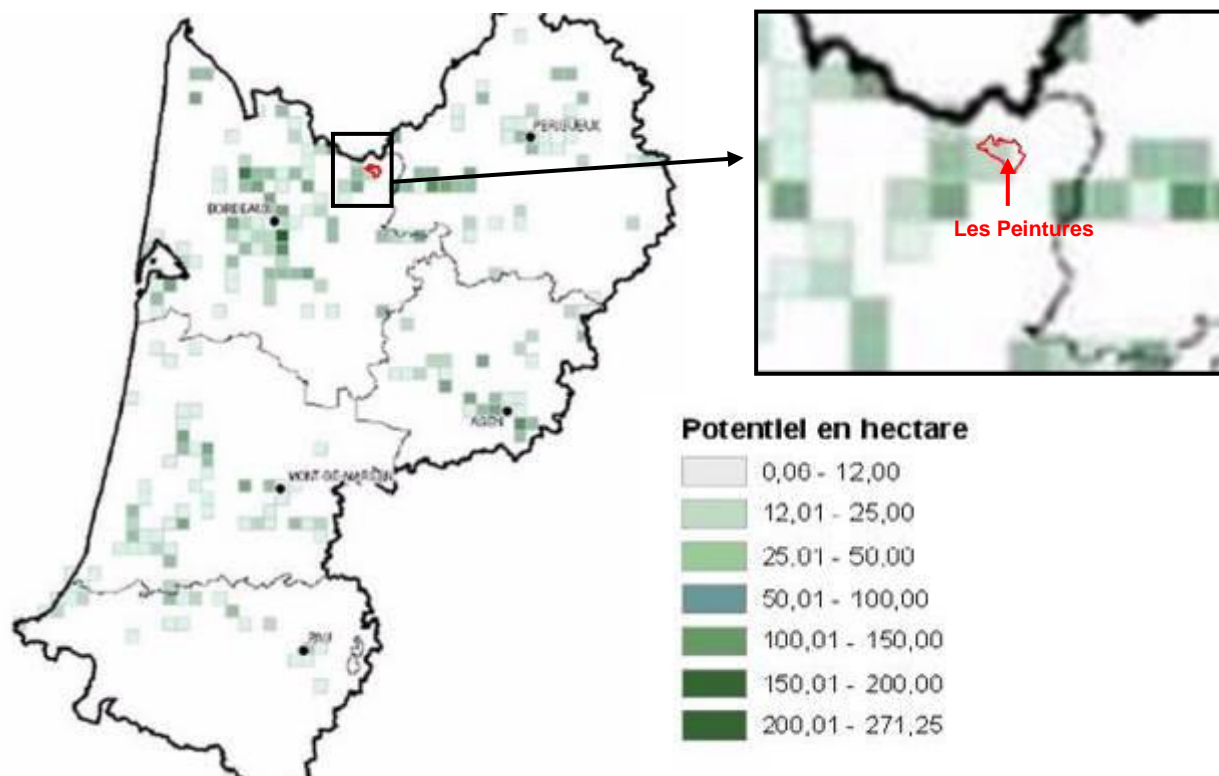 PERIGUEUX
BORDEAUX
Les Peintures
AGEN
MONT-DE-MARSAN
PAU
Potentiel en hectare
0,06 - 12,00
12,01 - 25,00
25,01 - 50,00
50,01 - 100,00
100,01 - 150,00
150,01 - 200,00
200,01 - 271,25